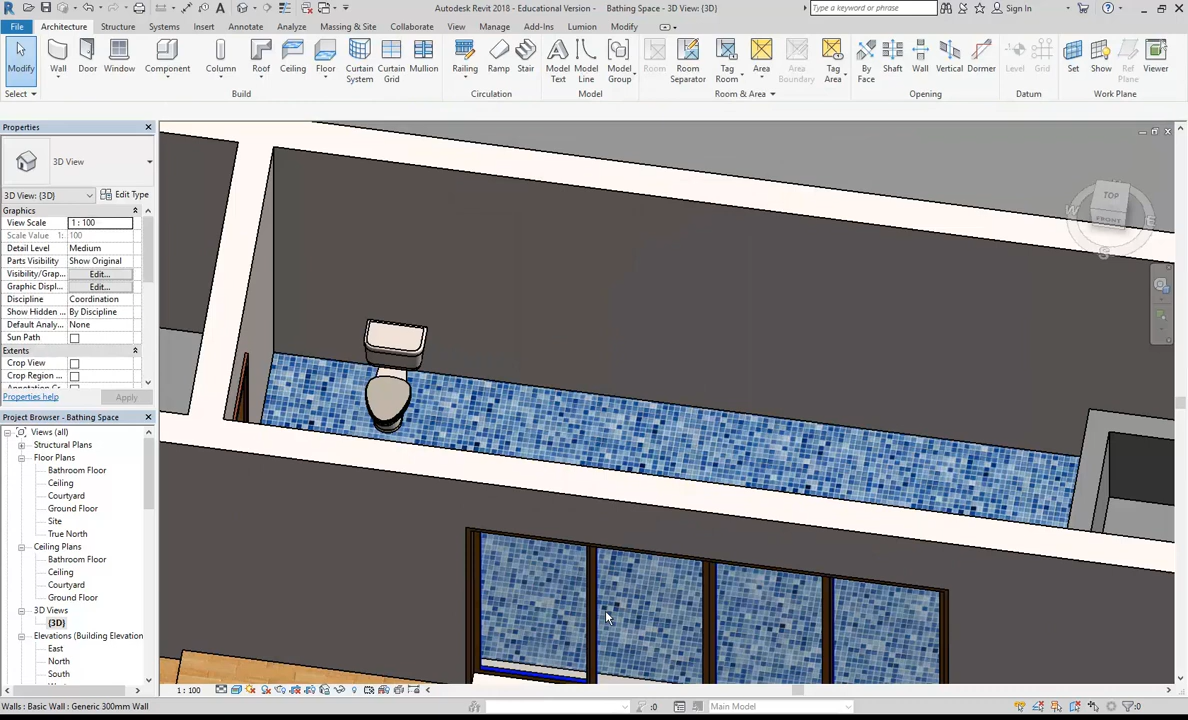 Autodesk Revit 2018 - Educational Version - Bathing Space - 3D View: {3D}
Type a keyword or phrase
Sign In
File Architecture Structure Systems Insert Annotate Analyze Massing & Site Collaborate View Manage Add-Ins Lumion Modify
Modify Wall Door Window Component Column Roof Ceiling Floor Curtain System Curtain Grid Mullion Railing Ramp Stair Model Text Model Line Model Group Room Room Separator Tag Room Area Area Boundary Tag Area By Face Shaft Wall Vertical Dormer Level Grid Set Show Ref Plane Viewer
Select Build Circulation Model Room & Area Opening Datum Work Plane
Properties
3D View
3D View: {3D} Edit Type
Graphics
View Scale 1 : 100
Scale Value 1: 100
Detail Level Medium
Parts Visibility Show Original
Visibility/Grap... Edit...
Graphic Displ... Edit...
Discipline Coordination
Show Hidden ... By Discipline
Default Analy... None
Sun Path
Extents
Crop View
Crop Region ...
Properties help Apply
Project Browser - Bathing Space
Views (all)
Structural Plans
Floor Plans
Bathroom Floor
Ceiling
Courtyard
Ground Floor
Site
True North
Ceiling Plans
Bathroom Floor
Ceiling
Courtyard
Ground Floor
3D Views
{3D}
Elevations (Building Elevation
East
North
South
TOP
FRONT
W
E
S
1 : 100
Walls : Basic Wall : Generic 300mm Wall
:0
Main Model
:0